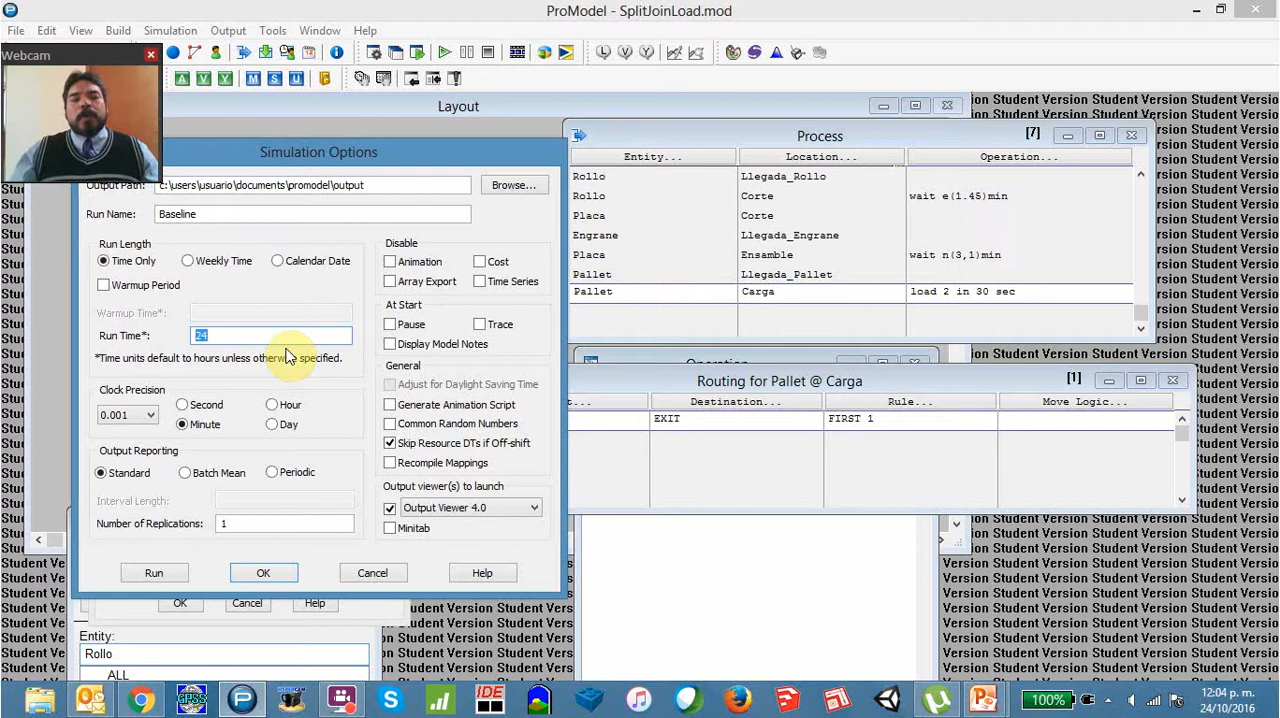 ProModel - SplitJoinLoad.mod
File Edit View Build Simulation Output Tools Window Help
Webcam
Layout
Simulation Options
Output Path: c:\users\usuario\documents\promodel\output
Browse...
Run Name: Baseline
Run Length
Time Only
Weekly Time
Calendar Date
Warmup Period
Warmup Time*:
Run Time*: 24
*Time units default to hours unless otherwise specified.
Clock Precision
0.001
Second
Hour
Minute
Day
Output Reporting
Standard
Batch Mean
Periodic
Interval Length:
Number of Replications: 1
Disable
Animation
Cost
Array Export
Time Series
At Start
Pause
Trace
Display Model Notes
General
Adjust for Daylight Saving Time
Generate Animation Script
Common Random Numbers
Skip Resource DTs if Off-shift
Recompile Mappings
Output viewer(s) to launch
Output Viewer 4.0
Minitab
Run
OK
Cancel
Help
OK
Cancel
Help
Entity:
Rollo
ALL
Process
[7]
Entity... Location... Operation...
Rollo Llegada_Rollo
Rollo Corte wait e(1.45)min
Placa Corte
Engrane Llegada_Engrane
Placa Ensamble wait n(3,1)min
Pallet Llegada_Pallet
Pallet Carga load 2 in 30 sec
Operation
Routing for Pallet @ Carga
[1]
Destination... Rule... Move Logic...
EXIT FIRST 1
Student Version Student Version Student Version
100%
12:04 p. m.
24/10/2016